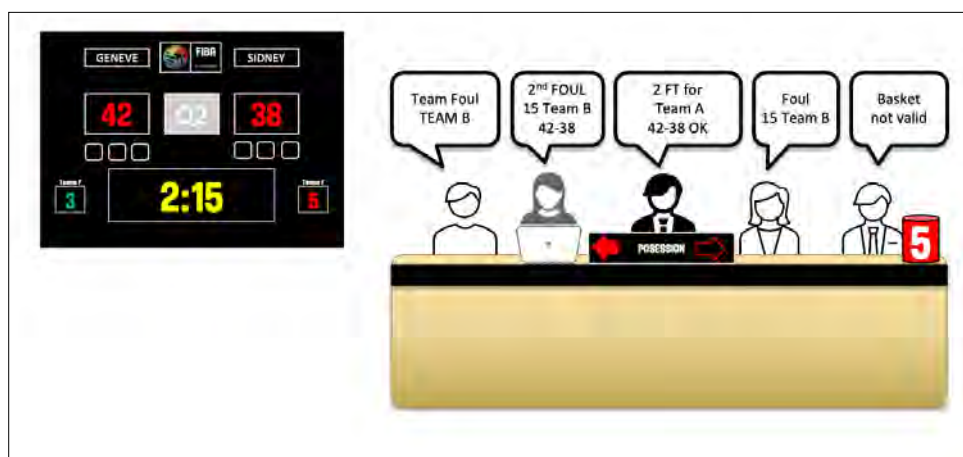 GENEVE
FIBA
SIDNEY
42
Q2
38
3
2:15
5
Team Foul
TEAM B
2nd FOUL
15 Team B
42-38
2 FT for
Team A
42-38 OK
Foul
15 Team B
Basket
not valid
POSESSION
5